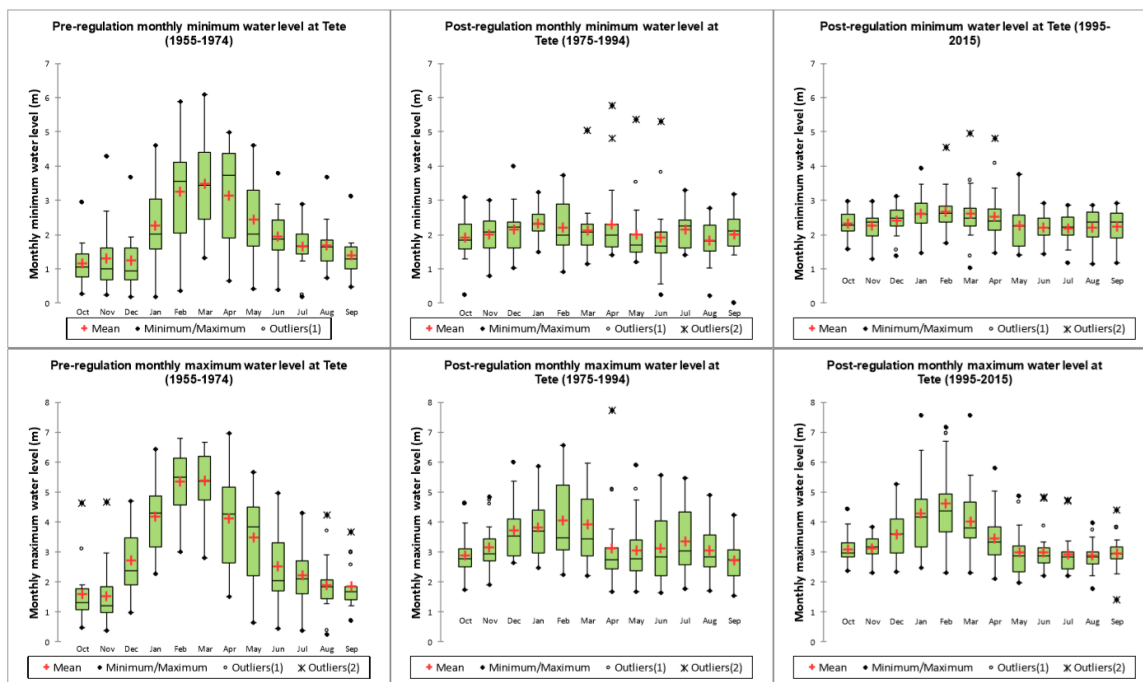 Pre-regulation monthly minimum water level at Tete
(1955-1974)
Monthly minimum water level (m)
7
6
5
4
3
2
1
0
Oct Nov Dec Jan Feb Mar Apr May Jun Jul Aug Sep
Mean Minimum/Maximum Outliers(1) Outliers(2)
Post-regulation monthly minimum water level at
Tete (1975-1994)
Monthly minimum water level (m)
7
6
5
4
3
2
1
0
Oct Nov Dec Jan Feb Mar Apr May Jun Jul Aug Sep
Mean Minimum/Maximum Outliers(1) Outliers(2)
Post-regulation minimum water level at Tete (1995-
2015)
Monthly minimum water level (m)
7
6
5
4
3
2
1
0
Oct Nov Dec Jan Feb Mar Apr May Jun Jul Aug Sep
Mean Minimum/Maximum Outliers(1) Outliers(2)
Pre-regulation monthly maximum water level at Tete
(1955-1974)
Monthly maximum water level (m)
8
7
6
5
4
3
2
1
0
Oct Nov Dec Jan Feb Mar Apr May Jun Jul Aug Sep
Mean Minimum/Maximum Outliers(1) Outliers(2)
Post-regulation monthly maximum water level at
Tete (1975-1994)
Monthly maximum water level (m)
8
7
6
5
4
3
2
1
0
Oct Nov Dec Jan Feb Mar Apr May Jun Jul Aug Sep
Mean Minimum/Maximum Outliers(1) Outliers(2)
Post-regulation monthly maximum water level at
Tete (1995-2015)
Monthly maximum water level (m)
8
7
6
5
4
3
2
1
0
Oct Nov Dec Jan Feb Mar Apr May Jun Jul Aug Sep
Mean Minimum/Maximum Outliers(1) Outliers(2)